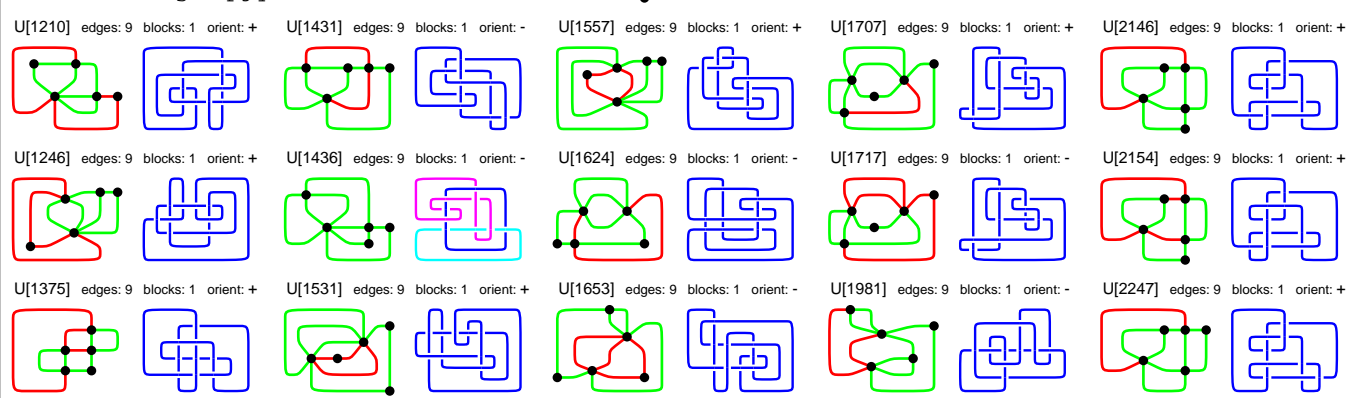 U[1210] edges: 9 blocks: 1 orient: + U[1431] edges: 9 blocks: 1 orient: - U[1557] edges: 9 blocks: 1 orient: + U[1707] edges: 9 blocks: 1 orient: + U[2146] edges: 9 blocks: 1 orient: +
U[1246] edges: 9 blocks: 1 orient: + U[1436] edges: 9 blocks: 1 orient: - U[1624] edges: 9 blocks: 1 orient: - U[1717] edges: 9 blocks: 1 orient: - U[2154] edges: 9 blocks: 1 orient: +
U[1375] edges: 9 blocks: 1 orient: + U[1531] edges: 9 blocks: 1 orient: + U[1653] edges: 9 blocks: 1 orient: - U[1981] edges: 9 blocks: 1 orient: - U[2247] edges: 9 blocks: 1 orient: +